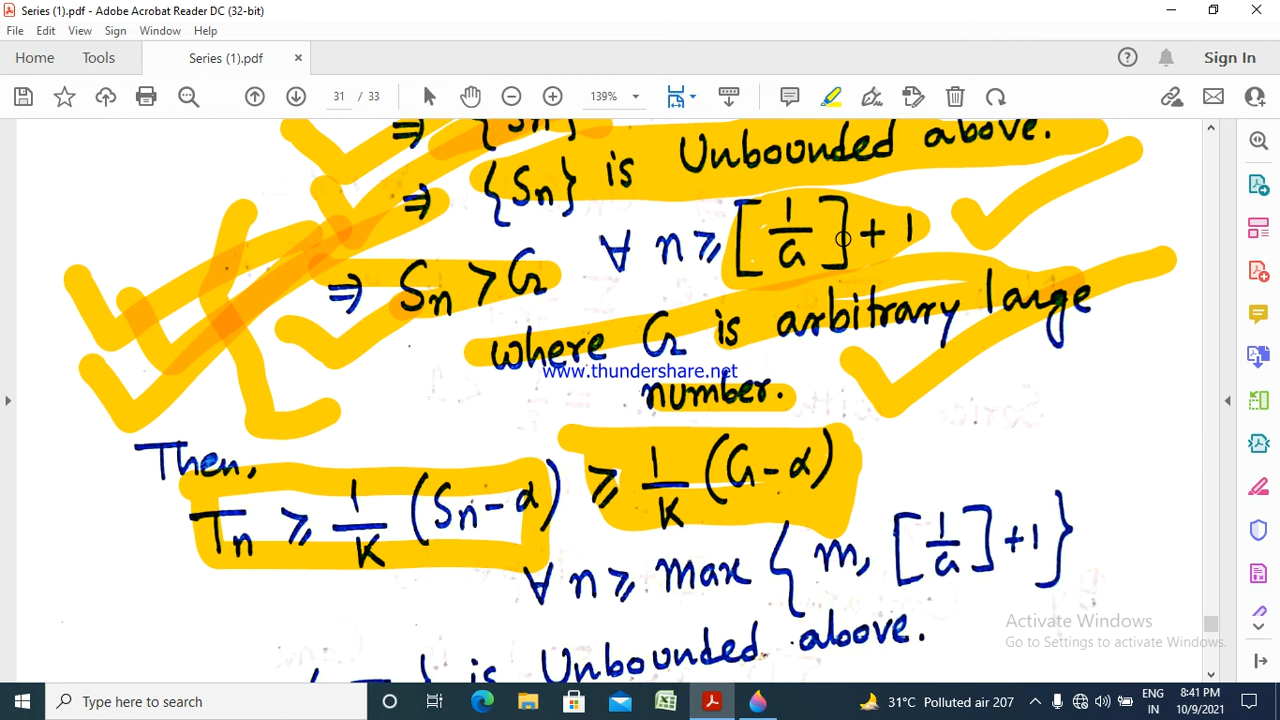 Series (1).pdf - Adobe Acrobat Reader DC (32-bit)
File Edit View Sign Window Help
Home Tools Series (1).pdf × Sign In
31 / 33 139%
⇒ {Sn}
⇒ {Sn} is Unbounded above.
∀ n ≥ [1/G] + 1
⇒ Sn > G
where G is arbitrary large
www.thundershare.net
number.
Then,
Tn ≥ 1/K (Sn - α) ≥ 1/K (G - α)
∀ n ≥ max { m, [1/G] + 1 }
is Unbounded above.
Activate Windows
Go to Settings to activate Windows.
Type here to search
31°C Polluted air 207
ENG
IN
8:41 PM
10/9/2021